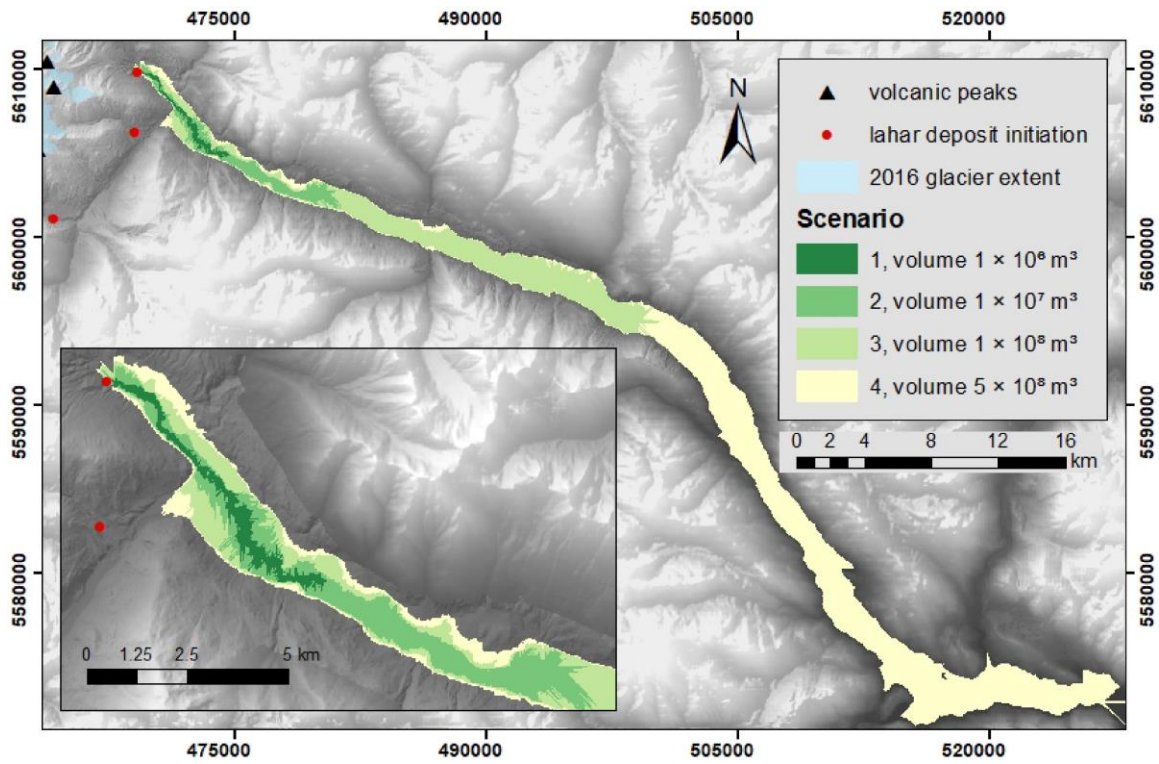 475000 490000 505000 520000
5610000
5600000
5590000
5580000
5610000
5600000
5590000
5580000
N
volcanic peaks
lahar deposit initiation
2016 glacier extent
Scenario
1, volume 1 × 10⁶ m³
2, volume 1 × 10⁷ m³
3, volume 1 × 10⁸ m³
4, volume 5 × 10⁸ m³
0 2 4 8 12 16
km
0 1.25 2.5 5 km
475000 490000 505000 520000